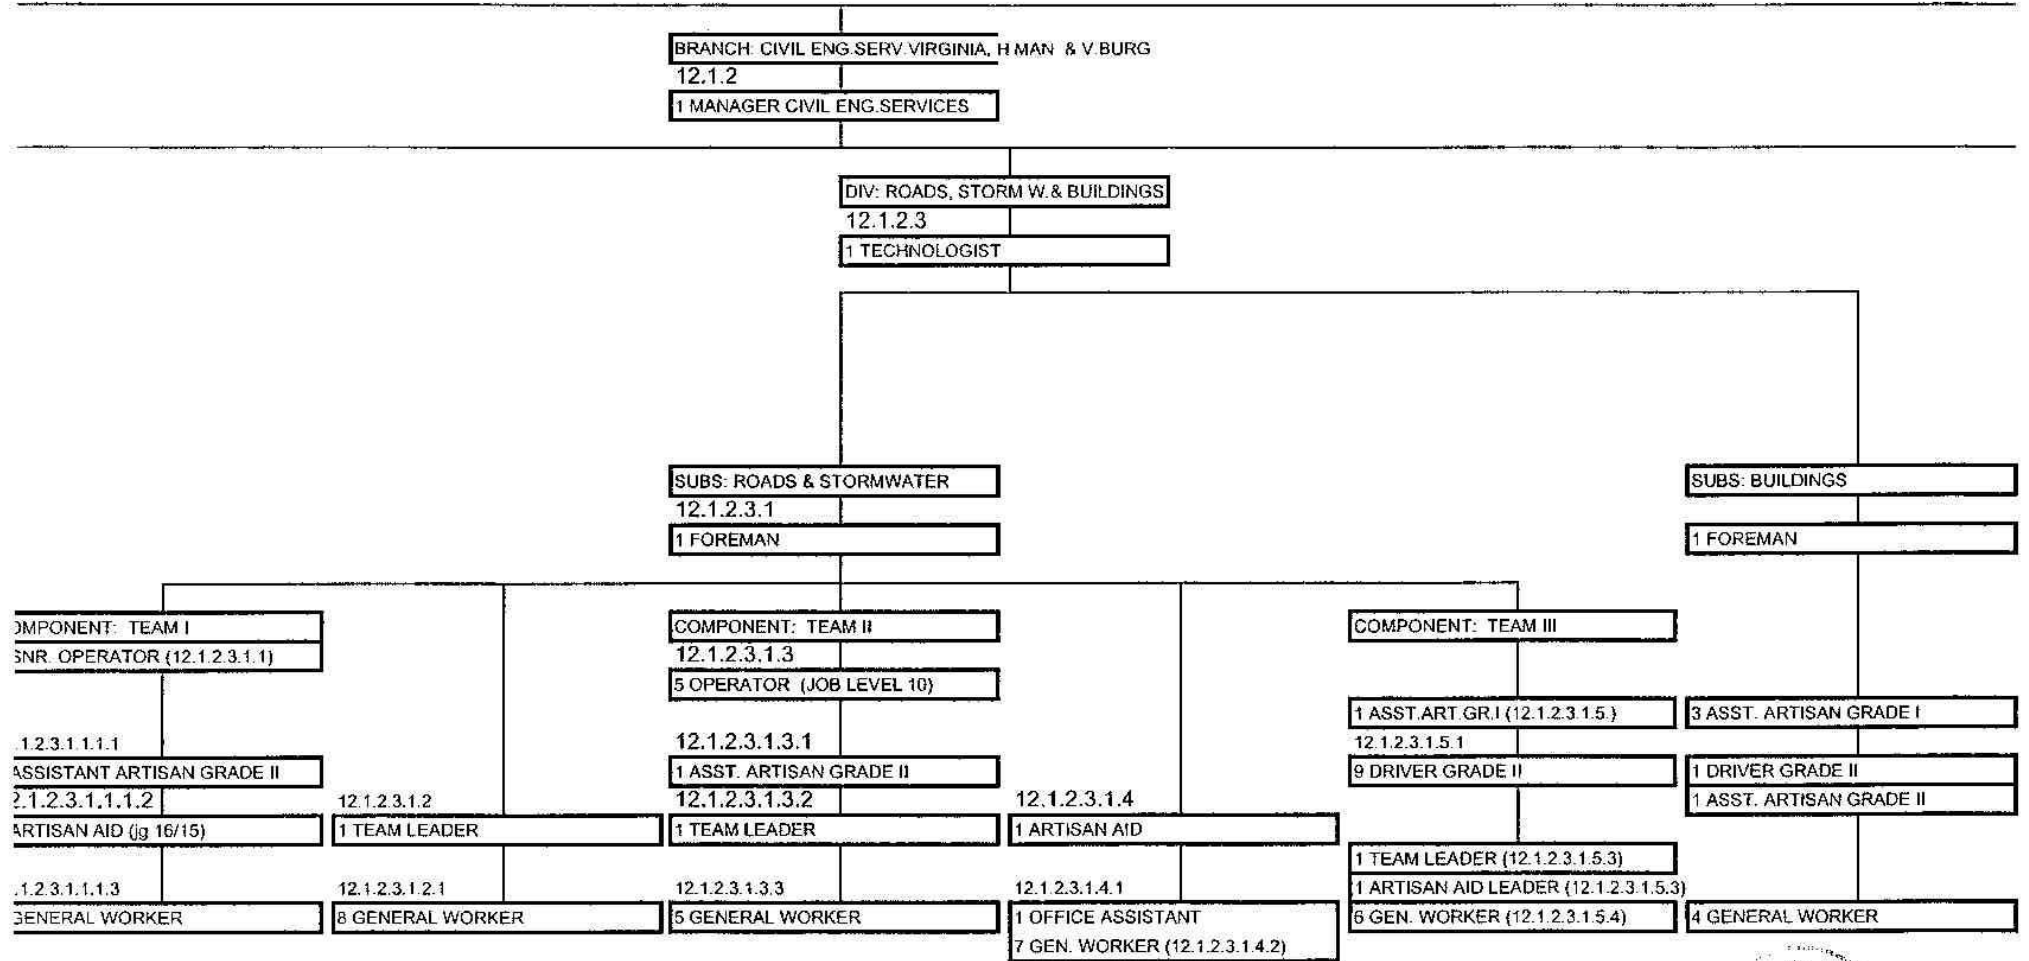 BRANCH: CIVIL ENG.SERV.VIRGINIA, H MAN & V.BURG
12.1.2
1 MANAGER CIVIL ENG.SERVICES
DIV: ROADS, STORM W.& BUILDINGS
12.1.2.3
1 TECHNOLOGIST
SUBS: ROADS & STORMWATER
12.1.2.3.1
1 FOREMAN
SUBS: BUILDINGS
1 FOREMAN
OMPONENT: TEAM I
SNR. OPERATOR (12.1.2.3.1.1)
.1.2.3.1.1.1.1
ASSISTANT ARTISAN GRADE II
2.1.2.3.1.1.1.2
ARTISAN AID (jg 16/15)
.1.2.3.1.1.1.3
GENERAL WORKER
12.1.2.3.1.2
1 TEAM LEADER
12.1.2.3.1.2.1
8 GENERAL WORKER
COMPONENT: TEAM II
12.1.2.3.1.3
5 OPERATOR (JOB LEVEL 10)
12.1.2.3.1.3.1
1 ASST. ARTISAN GRADE II
12.1.2.3.1.3.2
1 TEAM LEADER
12.1.2.3.1.3.3
5 GENERAL WORKER
12.1.2.3.1.4
1 ARTISAN AID
12.1.2.3.1.4.1
1 OFFICE ASSISTANT
7 GEN. WORKER (12.1.2.3.1.4.2)
COMPONENT: TEAM III
1 ASST.ART.GR.I (12.1.2.3.1.5.)
12.1.2.3.1.5.1
9 DRIVER GRADE II
1 TEAM LEADER (12.1.2.3.1.5.3)
1 ARTISAN AID LEADER (12.1.2.3.1.5.3)
6 GEN. WORKER (12.1.2.3.1.5.4)
3 ASST. ARTISAN GRADE I
1 DRIVER GRADE II
1 ASST. ARTISAN GRADE II
4 GENERAL WORKER